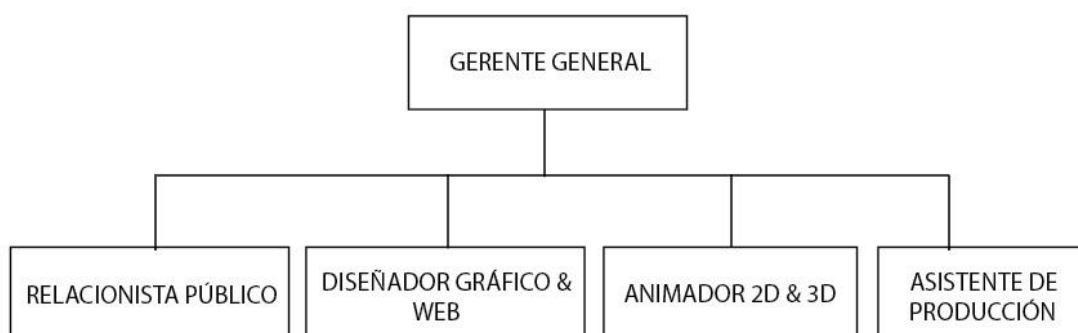 GERENTE GENERAL
RELACIONISTA PÚBLICO
DISEÑADOR GRÁFICO &
WEB
ANIMADOR 2D & 3D
ASISTENTE DE
PRODUCCIÓN